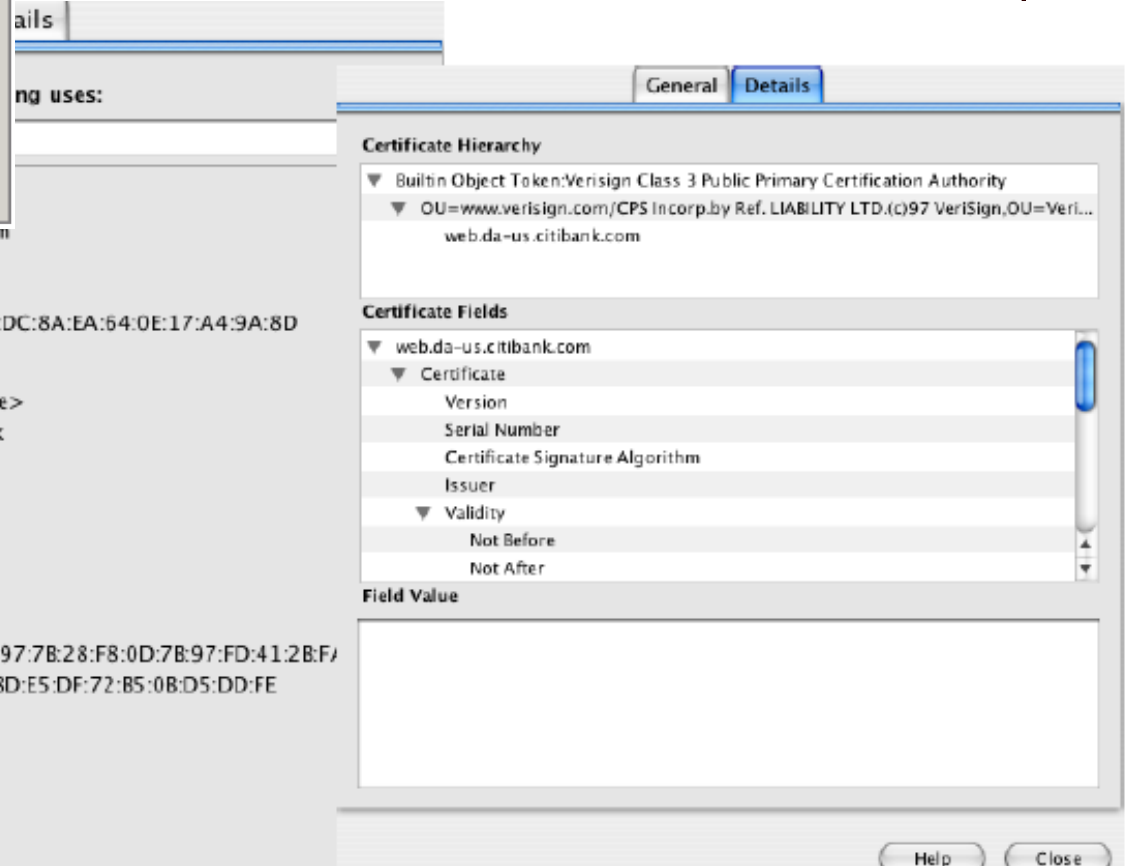 ails
ng uses:
DC:8A:EA:64:0E:17:A4:9A:8D
e>
97:7B:28:F8:0D:7B:97:FD:41:2B:FA
8D:E5:DF:72:B5:0B:D5:DD:FE
General Details
Certificate Hierarchy
Builtin Object Token:Verisign Class 3 Public Primary Certification Authority
OU=www.verisign.com/CPS Incorp.by Ref. LIABILITY LTD.(c)97 VeriSign,OU=Veri...
web.da-us.citibank.com
Certificate Fields
web.da-us.citibank.com
Certificate
Version
Serial Number
Certificate Signature Algorithm
Issuer
Validity
Not Before
Not After
Field Value
Help Close